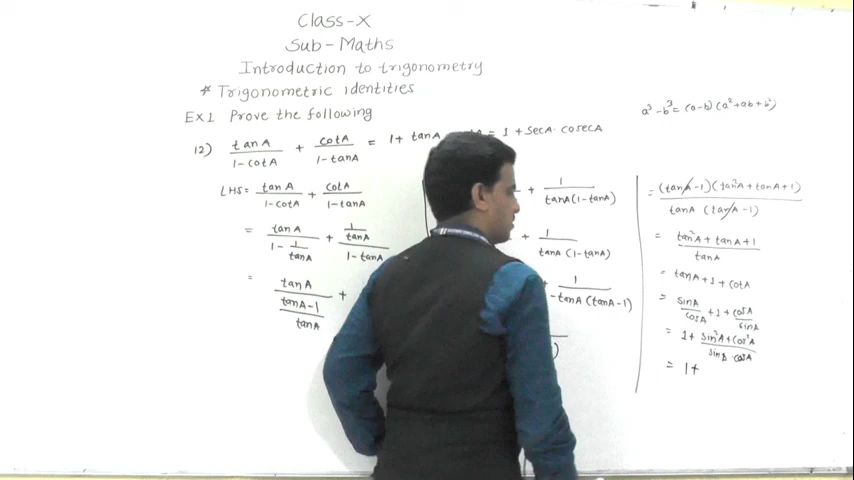 Class-X
Sub-Maths
Introduction to trigonometry
* Trigonometric identities
EX1 Prove the following
12) tanA/(1-cotA) + cotA/(1-tanA) = 1+ tanA = 1+secA·cosecA
LHS = tanA/(1-cotA) + cotA/(1-tanA)
= tanA/(1-1/tanA) + (1/tanA)/(1-tanA)
= tanA/((tanA-1)/tanA) +
+ 1/(tanA(1-tanA))
+ 1/(tanA(1-tanA))
+ 1/(-tanA(tanA-1))
)
a³-b³=(a-b)(a²+ab+b²)
= (tanA-1)(tan²A+tanA+1)/(tanA(tanA-1))
= (tan²A+tanA+1)/tanA
= tanA+1+cotA
= sinA/cosA +1+ cosA/sinA
= 1+ (sin²A+cos²A)/(sinA·cosA)
= 1+